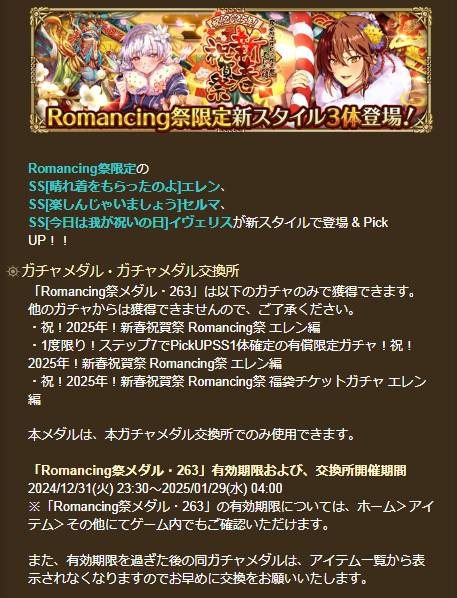 祝!2025年!
新春
祝賀祭
Romancing祭限定新スタイル3体登場!
Romancing祭限定の
SS[晴れ着をもらったのよ]エレン、
SS[楽しんじゃいましょう]セルマ、
SS[今日は我が祝いの日]イヴェリスが新スタイルで登場 & Pick
UP!!
ガチャメダル・ガチャメダル交換所
「Romancing祭メダル・263」は以下のガチャのみで獲得できます。
他のガチャからは獲得できませんので、ご了承ください。
・祝!2025年!新春祝賀祭 Romancing祭 エレン編
・1度限り!ステップ7でPickUPSS1体確定の有償限定ガチャ!祝!
2025年!新春祝賀祭 Romancing祭 エレン編
・祝!2025年!新春祝賀祭 Romancing祭 福袋チケットガチャ エレン
編
本メダルは、本ガチャメダル交換所でのみ使用できます。
「Romancing祭メダル・263」有効期限および、交換所開催期間
2024/12/31(火) 23:30～2025/01/29(水) 04:00
※「Romancing祭メダル・263」の有効期限については、ホーム＞アイ
テム＞その他にてゲーム内でもご確認いただけます。
また、有効期限を過ぎた後の同ガチャメダルは、アイテム一覧から表
示されなくなりますのでお早めに交換をお願いいたします。